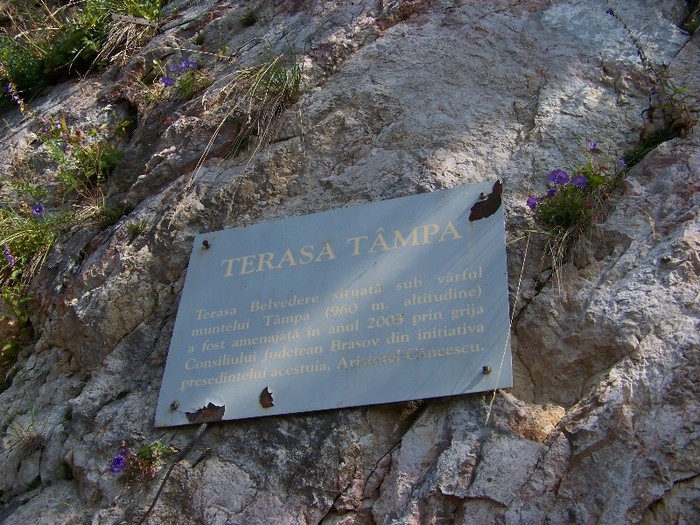 TERASA TÂMPA
Terasa Belvedere situată sub vârful
muntelui Tâmpa (960 m. altitudine)
a fost amenajată în anul 2003 prin grija
Consiliului Judeţean Braşov din iniţiativa
preşedintelui acestuia, Aristotel Căncescu.